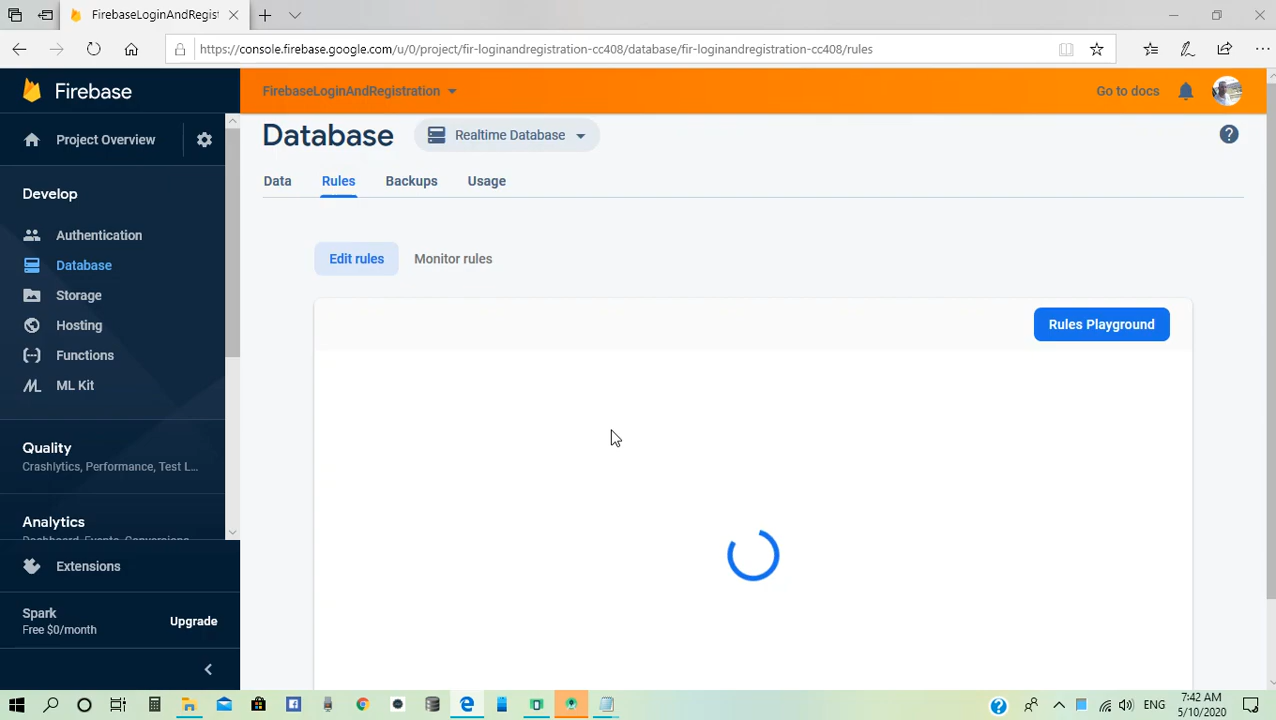 FirebaseLoginAndRegist
https://console.firebase.google.com/u/0/project/fir-loginandregistration-cc408/database/fir-loginandregistration-cc408/rules
Firebase
FirebaseLoginAndRegistration
Go to docs
Project Overview
Database
Realtime Database
Data
Rules
Backups
Usage
Develop
Authentication
Database
Storage
Hosting
Functions
ML Kit
Edit rules
Monitor rules
Rules Playground
Quality
Crashlytics, Performance, Test L...
Analytics
Dashboard, Events, Conversions
Extensions
Spark
Free $0/month
Upgrade
ENG
7:42 AM
5/10/2020